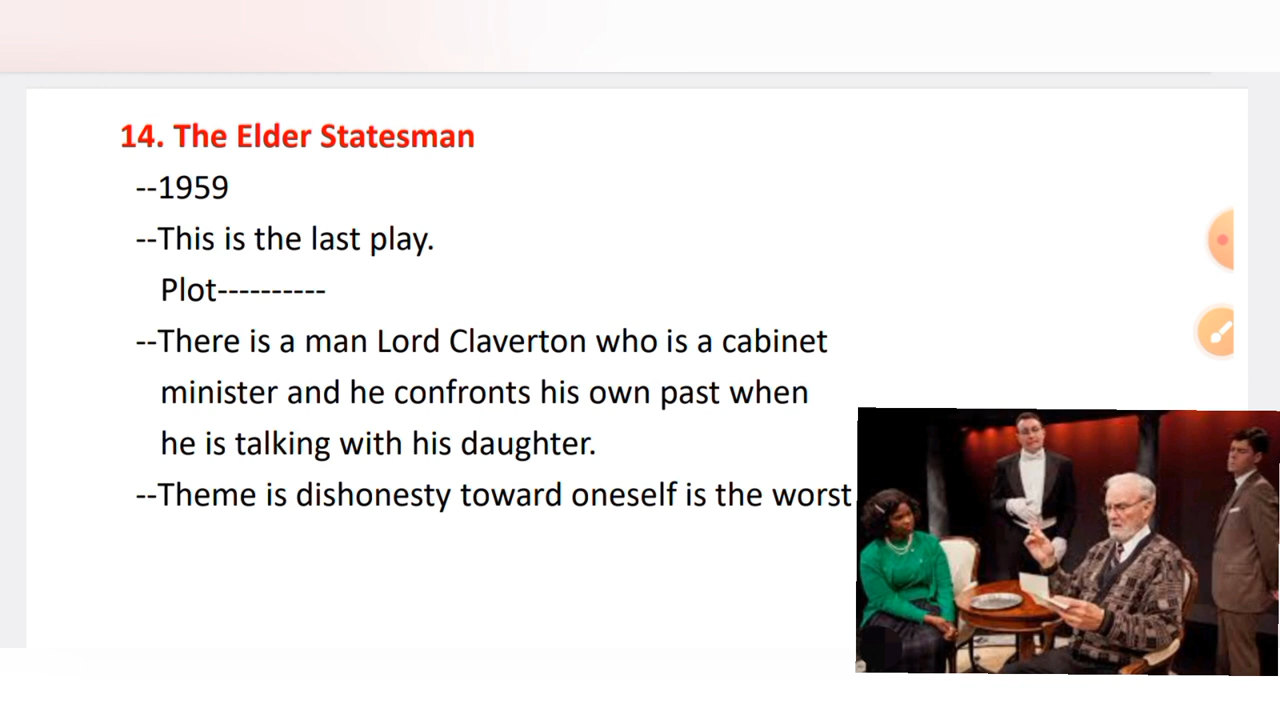 14. The Elder Statesman
--1959
--This is the last play.
Plot----------
--There is a man Lord Claverton who is a cabinet
minister and he confronts his own past when
he is talking with his daughter.
--Theme is dishonesty toward oneself is the worst